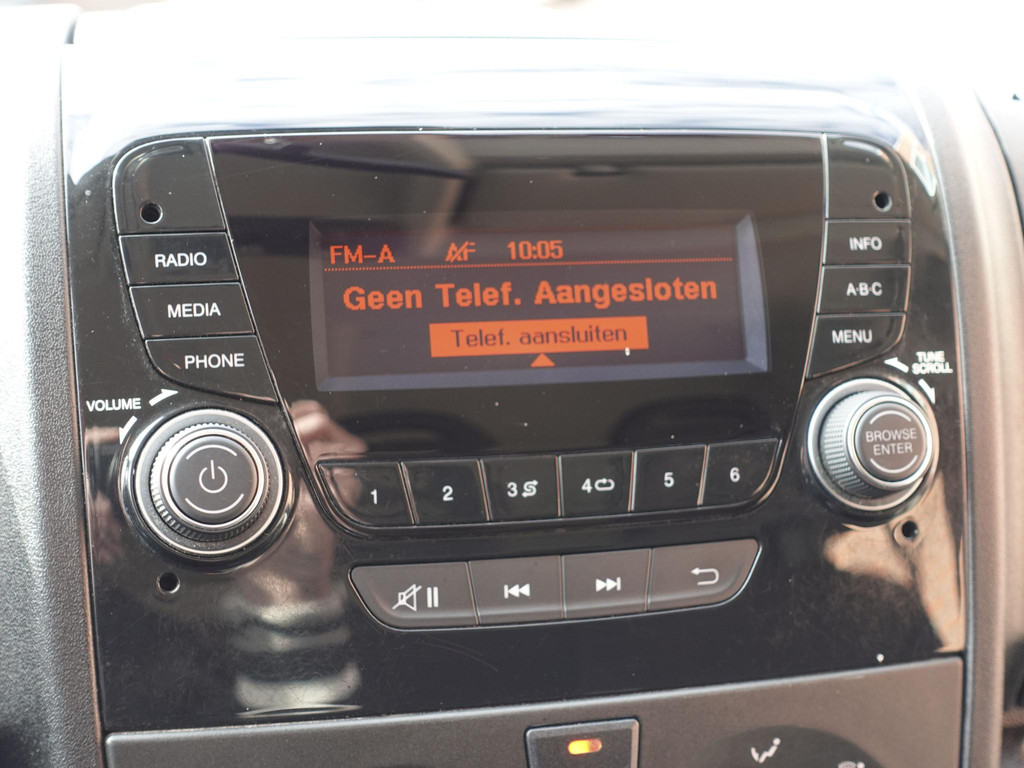 FM-A AF 10:05
Geen Telef. Aangesloten
Telef. aansluiten
RADIO
MEDIA
PHONE
VOLUME
INFO
A·B·C
MENU
TUNE
SCROLL
BROWSE
ENTER
1 2 3 4 5 6